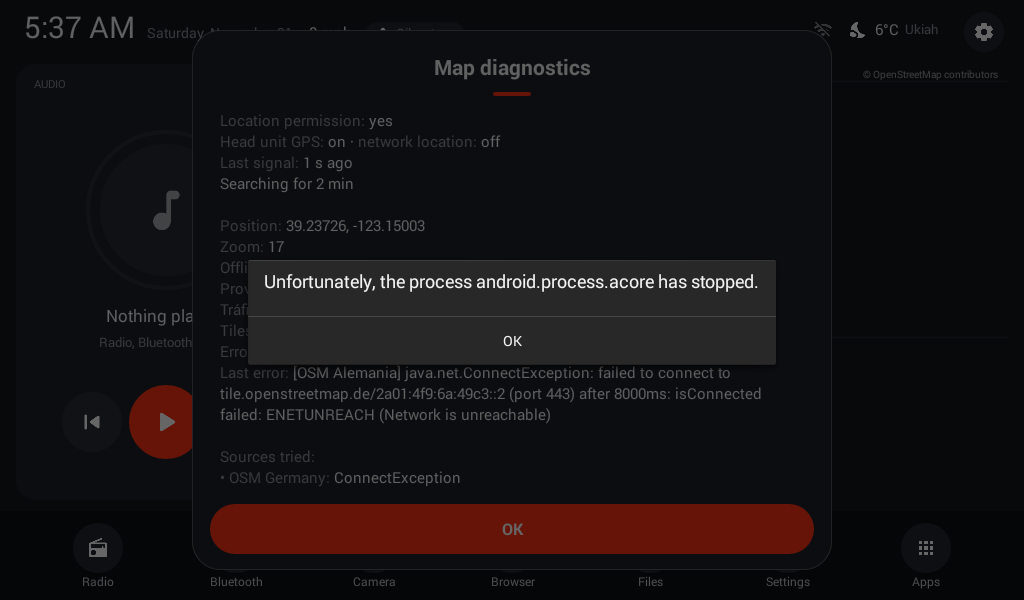 5:37 AM
Saturday,
6°C Ukiah
© OpenStreetMap contributors
AUDIO
Map diagnostics
Location permission: yes
Head unit GPS: on · network location: off
Last signal: 1 s ago
Searching for 2 min
Position: 39.23726, -123.15003
Zoom: 17
Unfortunately, the process android.process.acore has stopped.
OK
Last error: [OSM Alemania] java.net.ConnectException: failed to connect to
tile.openstreetmap.de/2a01:4f9:6a:49c3::2 (port 443) after 8000ms: isConnected
failed: ENETUNREACH (Network is unreachable)
Sources tried:
• OSM Germany: ConnectException
OK
Nothing
Radio, Bluetooth
Radio
Bluetooth
Camera
Browser
Files
Settings
Apps